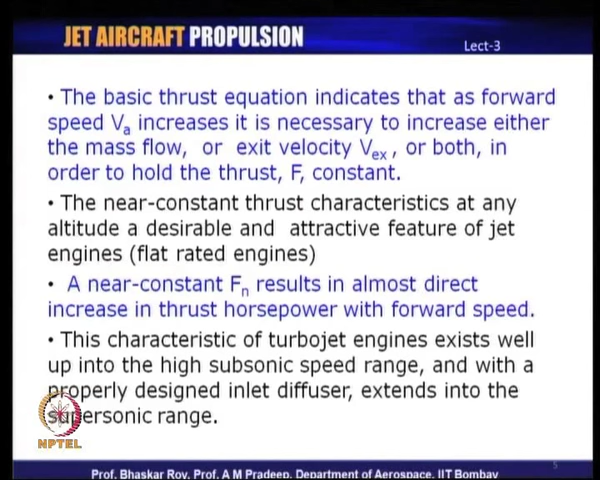 JET AIRCRAFT PROPULSION
Lect-3
• The basic thrust equation indicates that as forward
speed Va increases it is necessary to increase either
the mass flow, or exit velocity Vex , or both, in
order to hold the thrust, F, constant.
• The near-constant thrust characteristics at any
altitude a desirable and attractive feature of jet
engines (flat rated engines)
• A near-constant Fn results in almost direct
increase in thrust horsepower with forward speed.
• This characteristic of turbojet engines exists well
up into the high subsonic speed range, and with a
properly designed inlet diffuser, extends into the
supersonic range.
NPTEL
5
Prof. Bhaskar Roy, Prof. A M Pradeep, Department of Aerospace, IIT Bombay